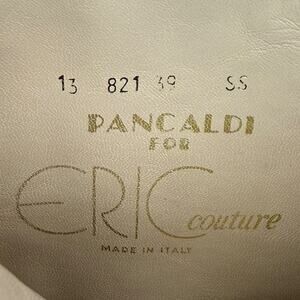 13 821 39 SS
PANCALDI
FOR
ERIC couture
MADE IN ITALY